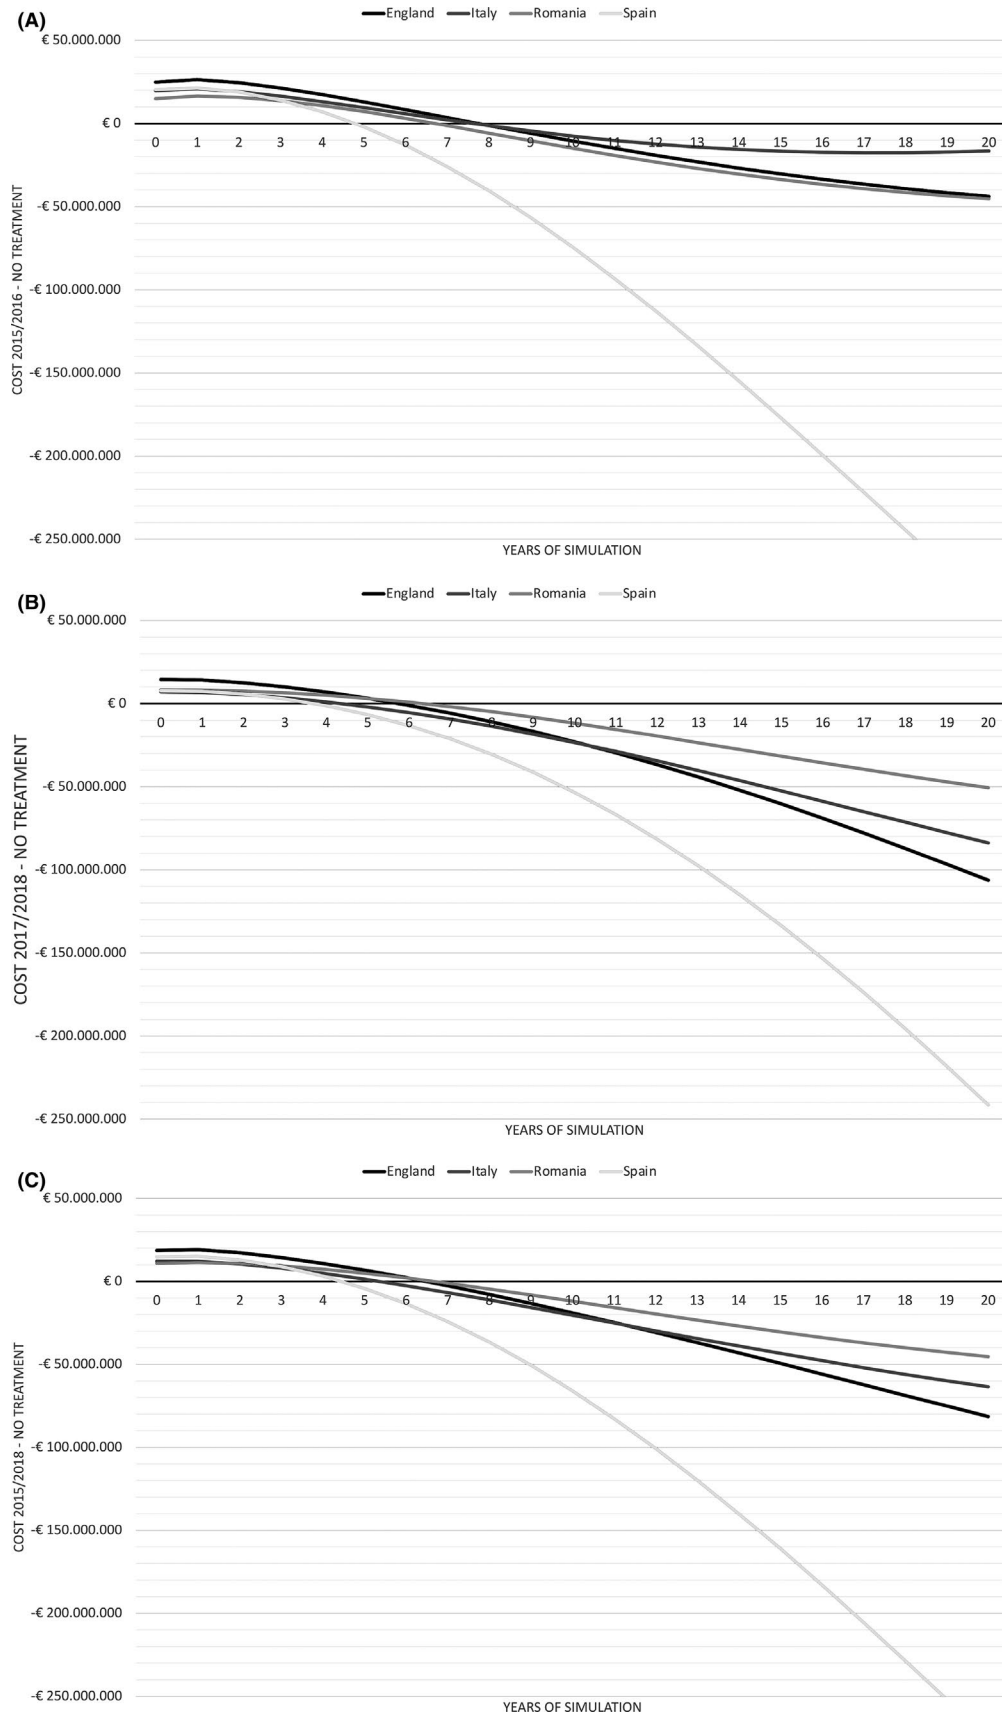 (A)
England Italy Romania Spain
€ 50.000.000
€ 0
0 1 2 3 4 5 6 7 8 9 10 11 12 13 14 15 16 17 18 19 20
-€ 50.000.000
-€ 100.000.000
-€ 150.000.000
-€ 200.000.000
-€ 250.000.000
COST 2015/2016 - NO TREATMENT
YEARS OF SIMULATION
(B)
England Italy Romania Spain
€ 50.000.000
€ 0
0 1 2 3 4 5 6 7 8 9 10 11 12 13 14 15 16 17 18 19 20
-€ 50.000.000
-€ 100.000.000
-€ 150.000.000
-€ 200.000.000
-€ 250.000.000
COST 2017/2018 - NO TREATMENT
YEARS OF SIMULATION
(C)
England Italy Romania Spain
€ 50.000.000
€ 0
0 1 2 3 4 5 6 7 8 9 10 11 12 13 14 15 16 17 18 19 20
-€ 50.000.000
-€ 100.000.000
-€ 150.000.000
-€ 200.000.000
-€ 250.000.000
COST 2015/2018 - NO TREATMENT
YEARS OF SIMULATION